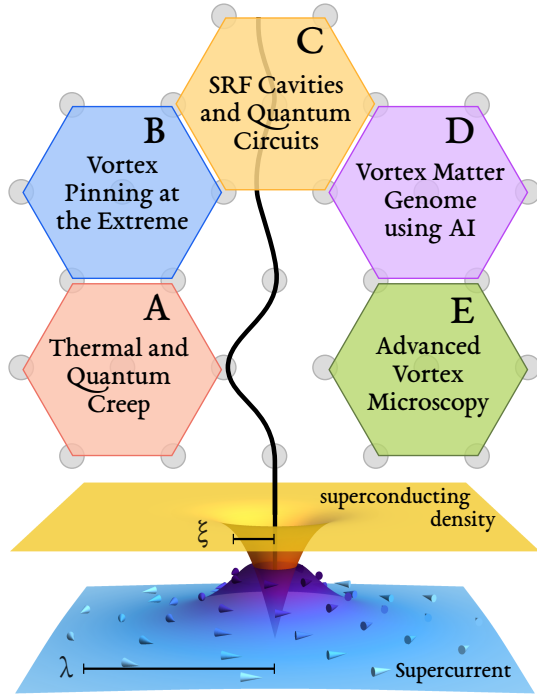 C
SRF Cavities
and Quantum
Circuits
B
Vortex
Pinning at
the Extreme
D
Vortex Matter
Genome
using AI
A
Thermal and
Quantum
Creep
E
Advanced
Vortex
Microscopy
superconducting
density
ξ
λ
Supercurrent